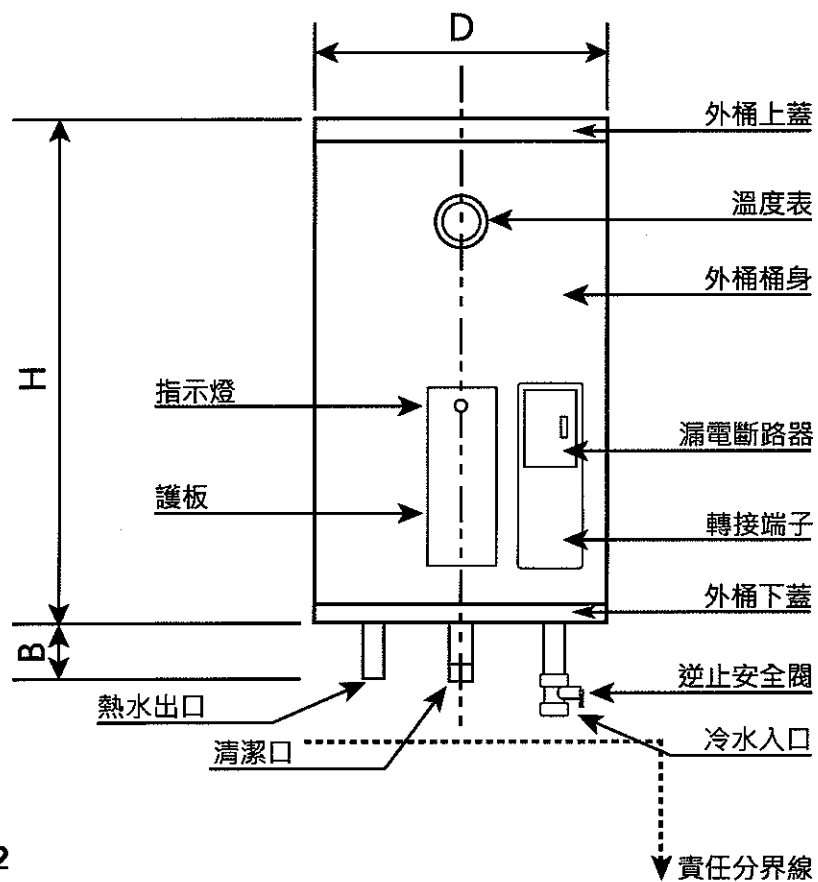 D
外桶上蓋
溫度表
外桶桶身
H
指示燈
漏電斷路器
護板
轉接端子
外桶下蓋
B
逆止安全閥
熱水出口
冷水入口
清潔口
2
責任分界線